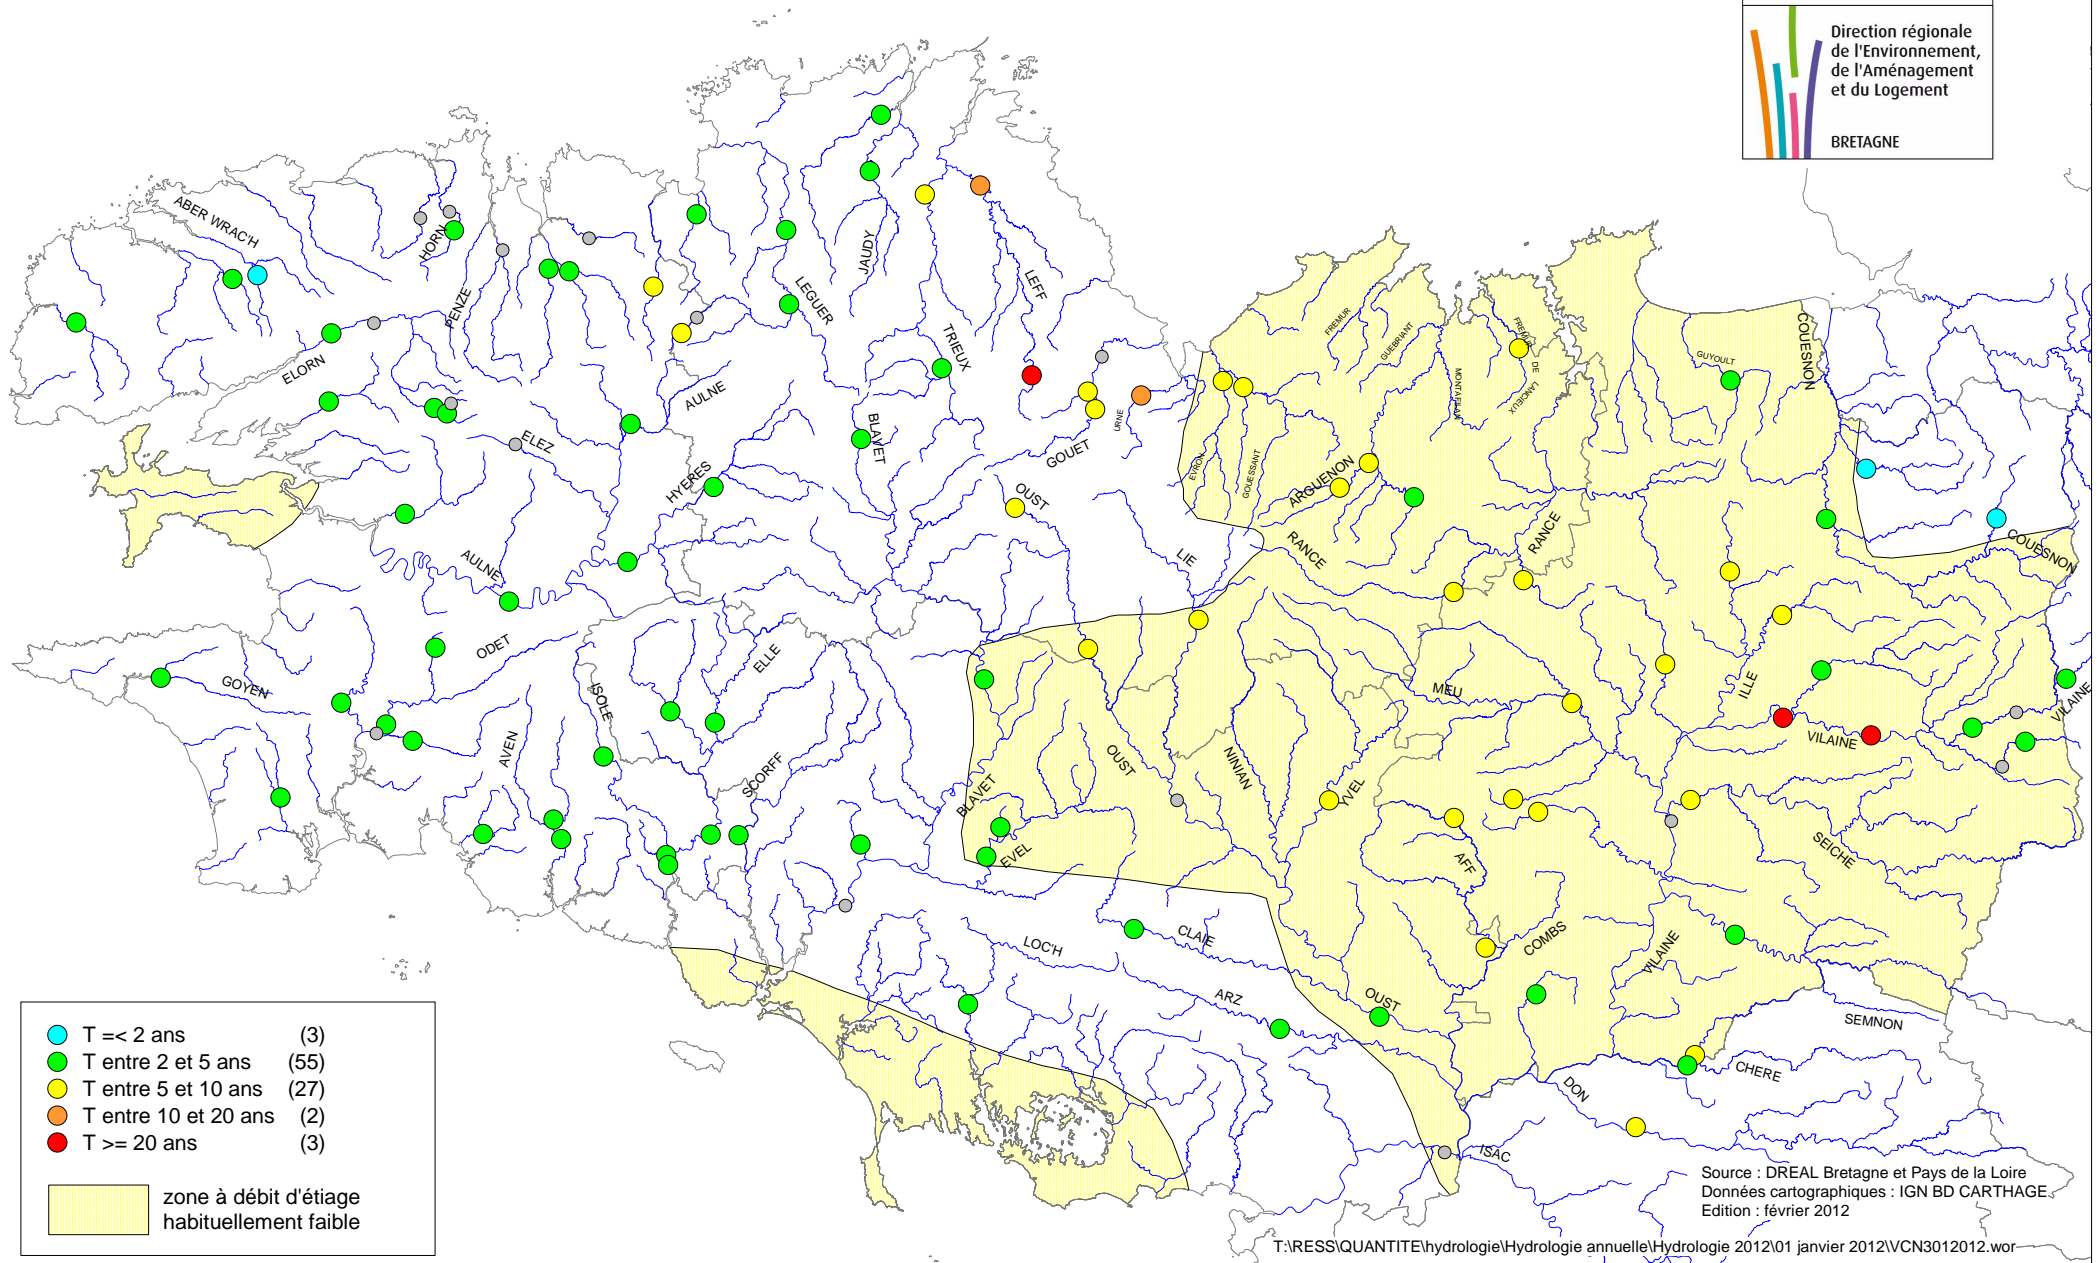 Direction régionale
de l'Environnement,
de l'Aménagement
et du Logement
BRETAGNE
ABER WRAC'H
HORN
PENZE
ELORN
ELEZ
AULNE
HYERES
LEGUER
JAUDY
LEFF
TRIEUX
BLAVET
GOUET
URNE
OUST
LIE
EVRON
GOUESSANT
FREMUR
GUEBRIANT
ARGUENON
MONTAFILAN
FREMUR
DE
LANCIEUX
RANCE
RANCE
GUYOULT
COUESNON
COUESNON
AULNE
ODET
GOYEN
ISOLE
ELLE
AVEN
SCORFF
BLAVET
EVEL
OUST
NINIAN
YVEL
MEU
ILLE
VILAINE
VILAINE
SEICHE
AFF
COMBS
VILAINE
CLAIE
LOC'H
ARZ
OUST
SEMNON
CHERE
DON
ISAC
T =< 2 ans (3)
T entre 2 et 5 ans (55)
T entre 5 et 10 ans (27)
T entre 10 et 20 ans (2)
T >= 20 ans (3)
zone à débit d'étiage
habituellement faible
Source : DREAL Bretagne et Pays de la Loire
Données cartographiques : IGN BD CARTHAGE
Edition : février 2012
T:\RESS\QUANTITE\hydrologie\Hydrologie annuelle\Hydrologie 2012\01 janvier 2012\VCN3012012.wor